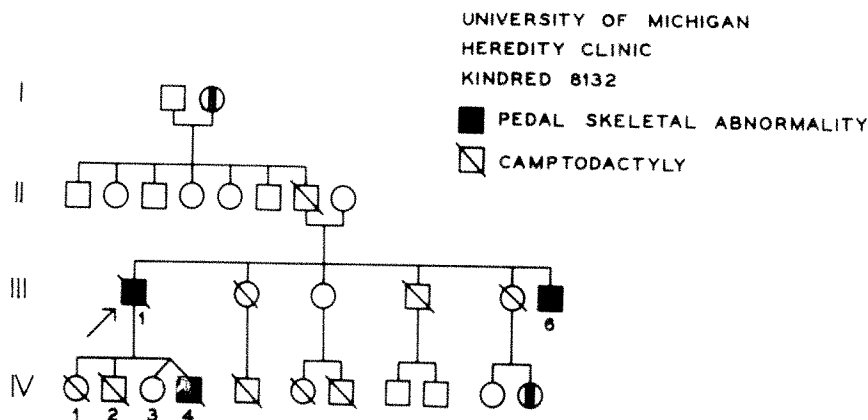 UNIVERSITY OF MICHIGAN
HEREDITY CLINIC
KINDRED 8132
PEDAL SKELETAL ABNORMALITY
CAMPTODACTYLY
I
II
III
1
6
IV
1 2 3 4